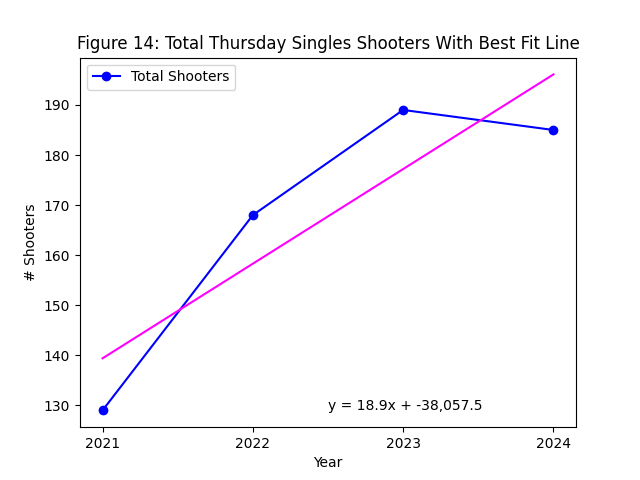 Figure 14: Total Thursday Singles Shooters With Best Fit Line
Total Shooters
190
180
170
160
150
140
130
# Shooters
y = 18.9x + -38,057.5
2021 2022 2023 2024
Year